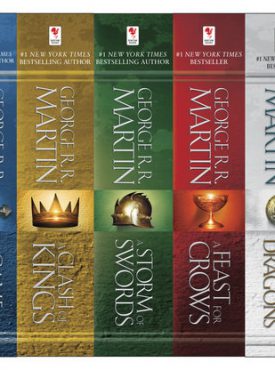 AUTHOR
#1 NEW YORK TIMES
BESTSELLING AUTHOR
GEORGE R.R.
MARTIN
A CLASH OF
KINGS
#1 NEW YORK TIMES
BESTSELLING AUTHOR
GEORGE R.R.
MARTIN
A STORM OF
SWORDS
#1 NEW YORK TIMES
BESTSELLER
GEORGE R.R.
MARTIN
A FEAST FOR
CROWS
MARTIN
DRAGONS